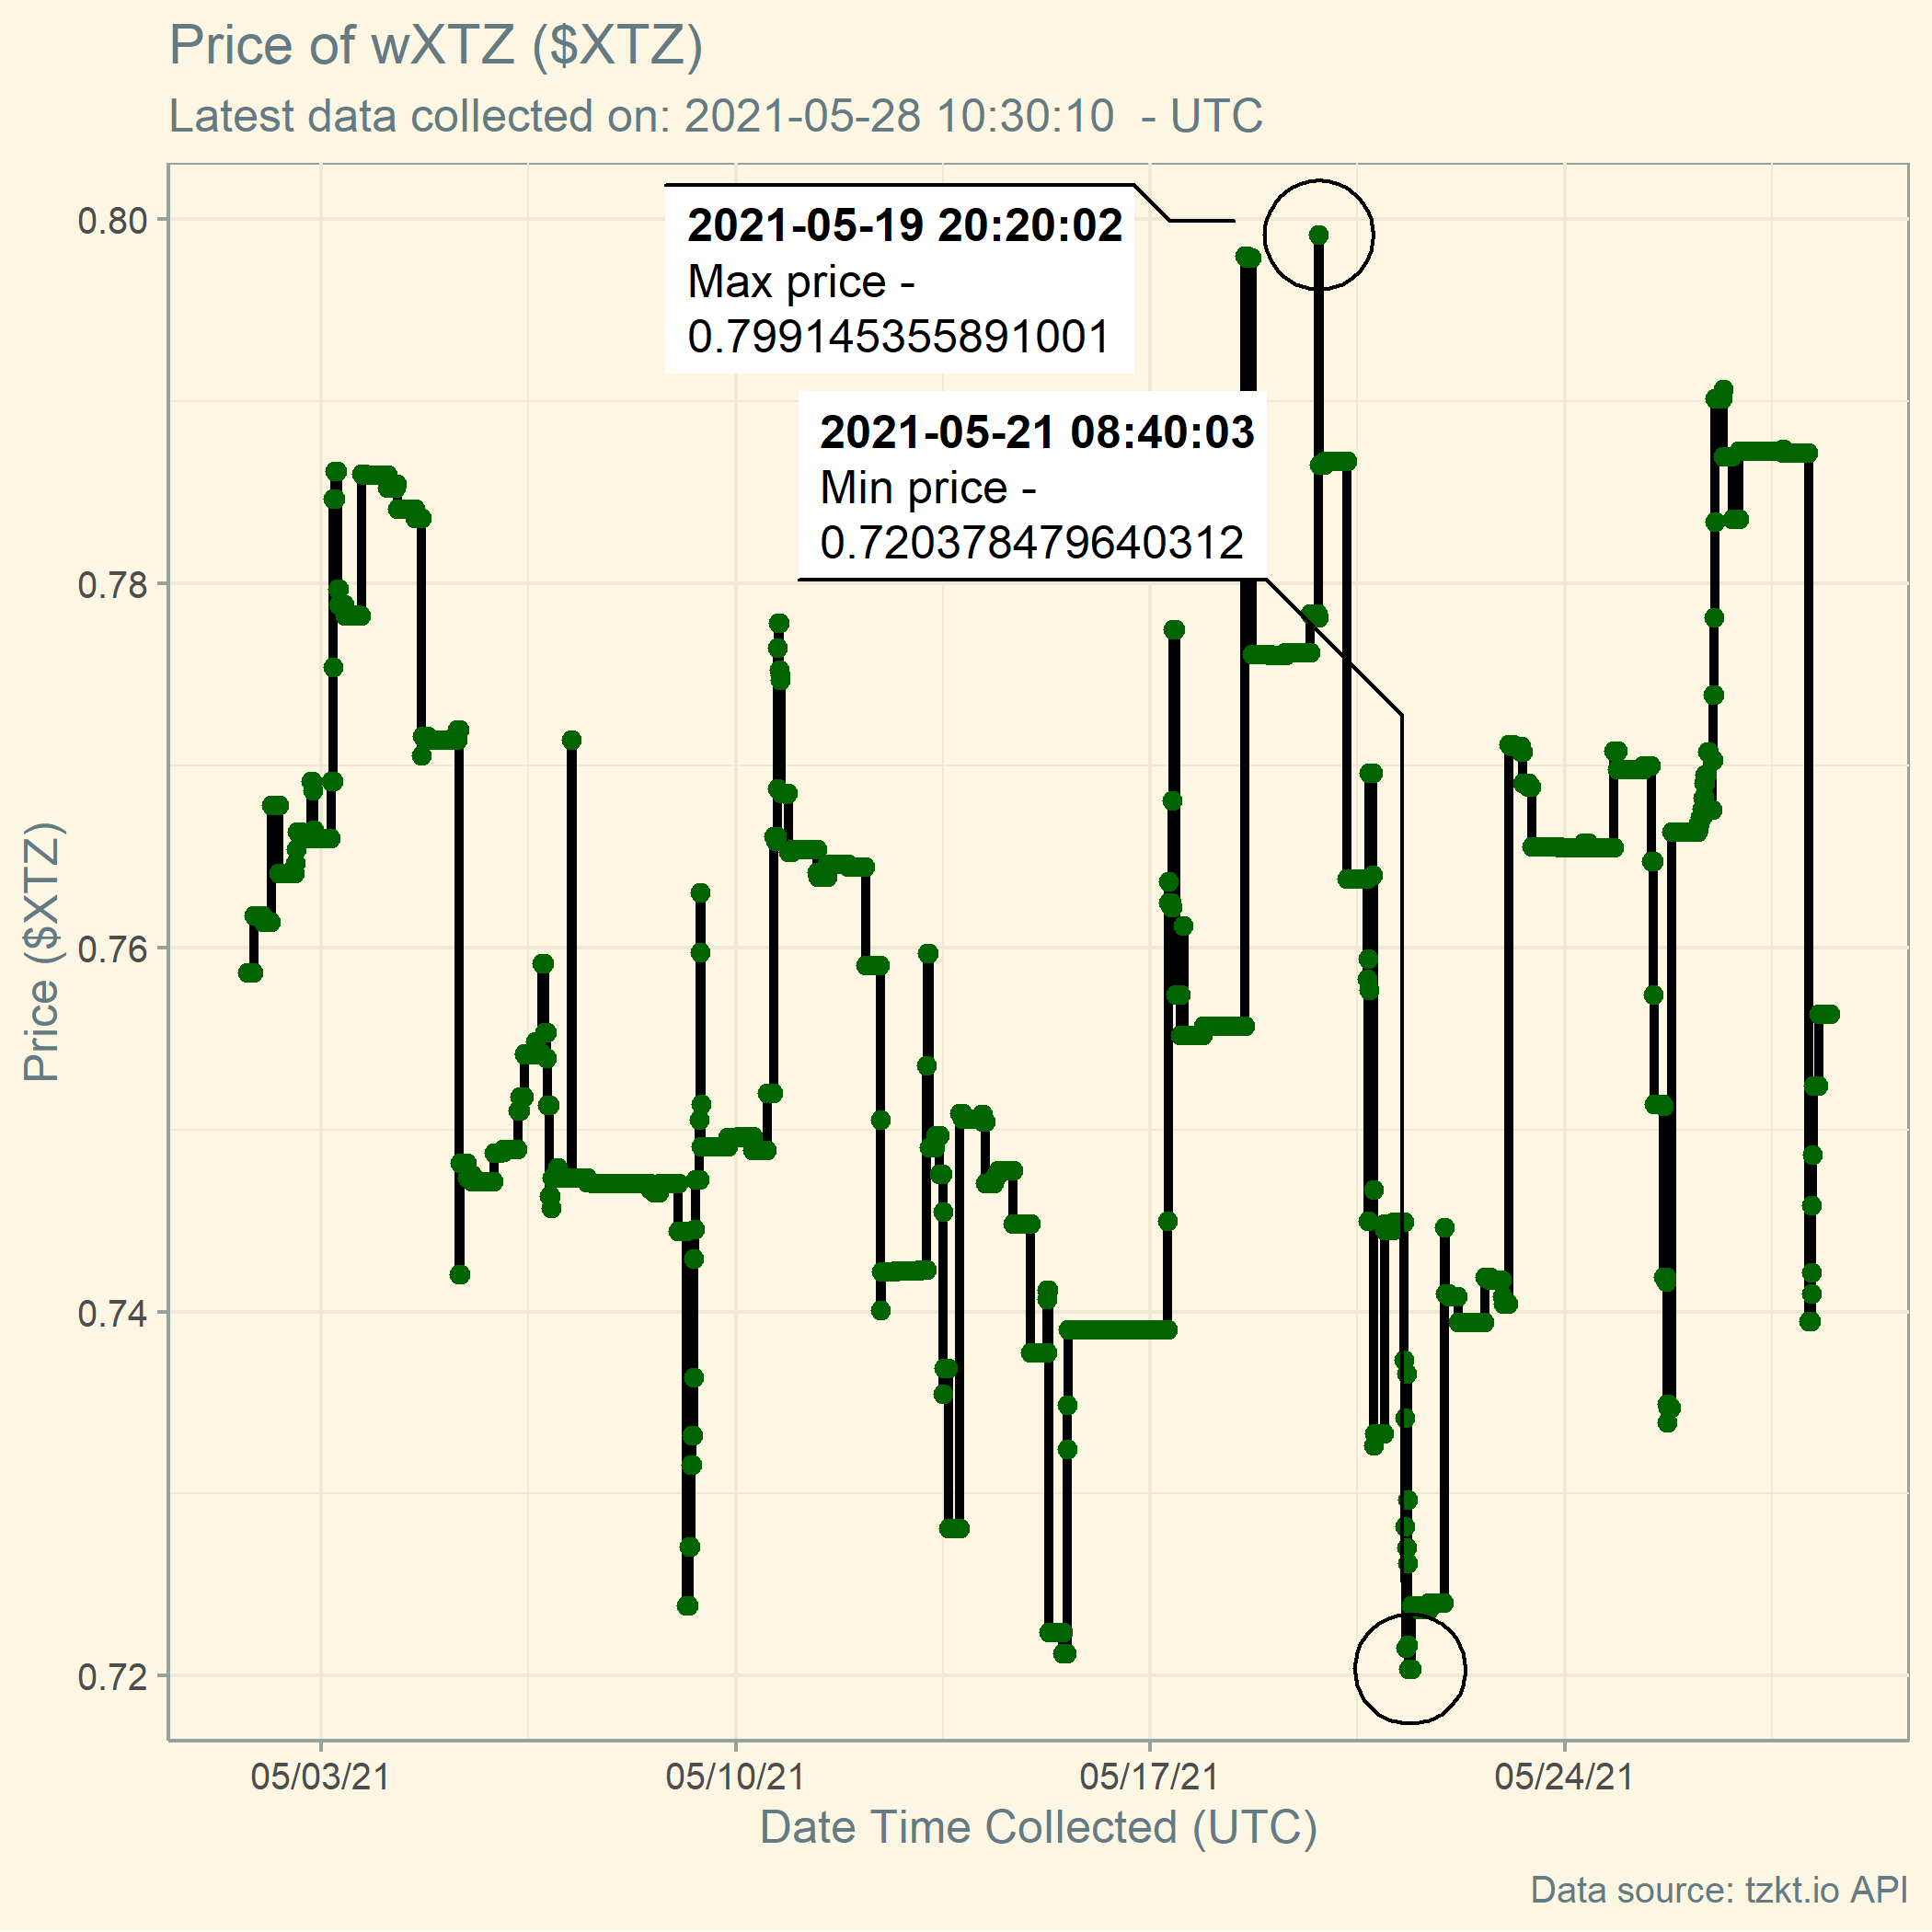 Price of wXTZ ($XTZ)
Latest data collected on: 2021-05-28 10:30:10  - UTC
2021-05-19 20:20:02
Max price -
0.799145355891001
2021-05-21 08:40:03
Min price -
0.720378479640312
Price ($XTZ)
0.80
0.78
0.76
0.74
0.72
05/03/21
05/10/21
05/17/21
05/24/21
Date Time Collected (UTC)
Data source: tzkt.io API